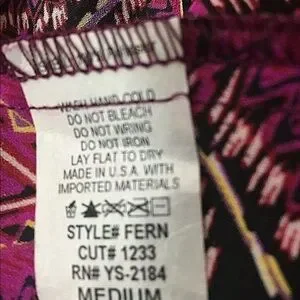 WASH HAND COLD
DO NOT BLEACH
DO NOT WRING
DO NOT IRON
LAY FLAT TO DRY
MADE IN U.S.A. WITH
IMPORTED MATERIALS
STYLE# FERN
CUT# 1233
RN# YS-2184
MEDIUM